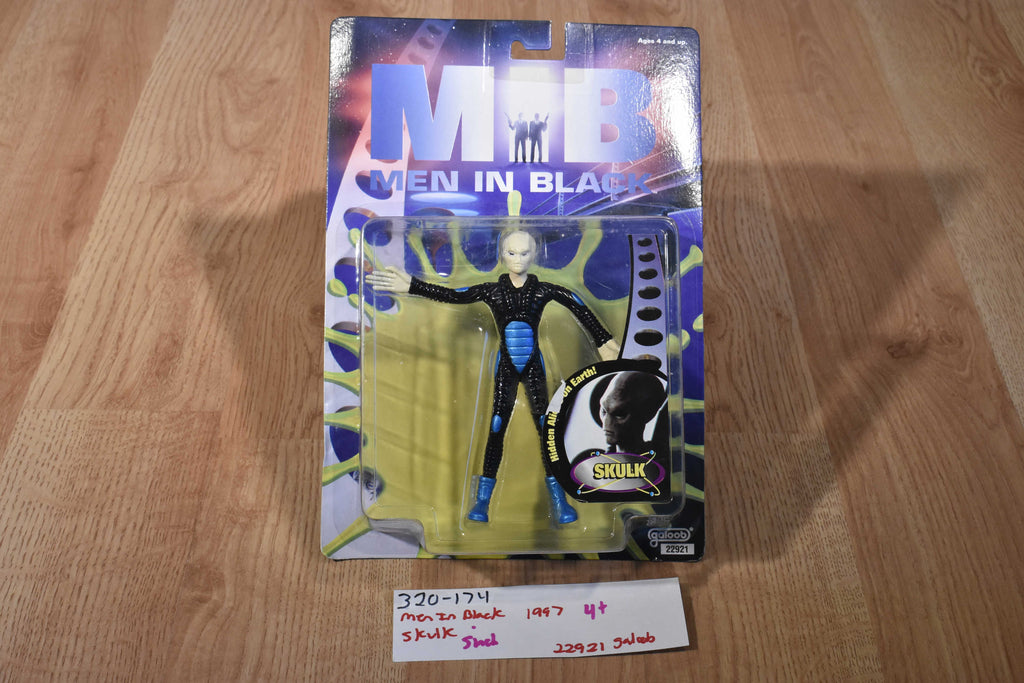 Ages 4 and up.
MIB
MEN IN BLACK
Hidden Aliens on Earth!
SKULK
galoob®
22921
320-174
Men In Black 1997 4+
Skulk
22921 galoob